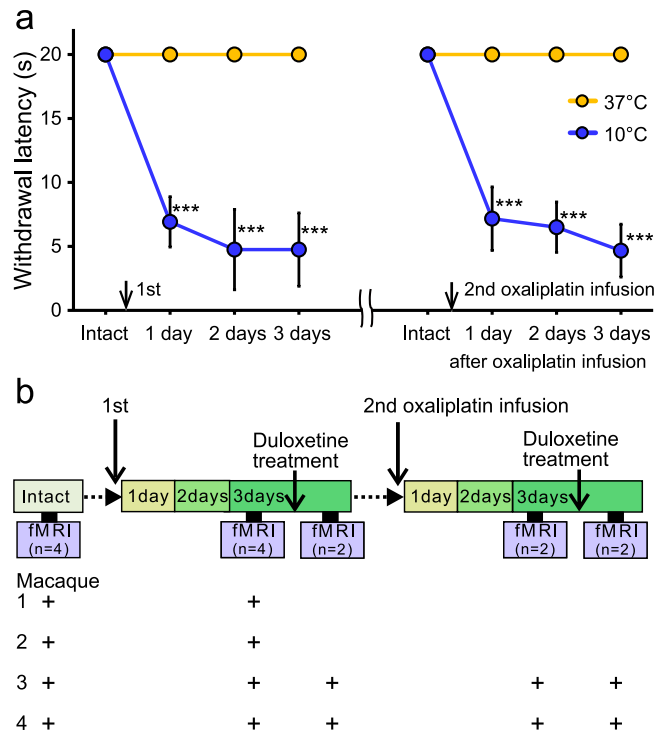 a
Withdrawal latency (s)
20
15
10
5
0
37°C
10°C
*** *** *** *** *** ***
1st 2nd oxaliplatin infusion
Intact 1 day 2 days 3 days Intact 1 day 2 days 3 days
after oxaliplatin infusion
b
1st 2nd oxaliplatin infusion
Duloxetine treatment Duloxetine treatment
Intact 1day 2days 3days 1day 2days 3days
fMRI fMRI fMRI fMRI fMRI
(n=4) (n=4) (n=2) (n=2) (n=2)
Macaque
1 + +
2 + +
3 + + + + +
4 + + + + +